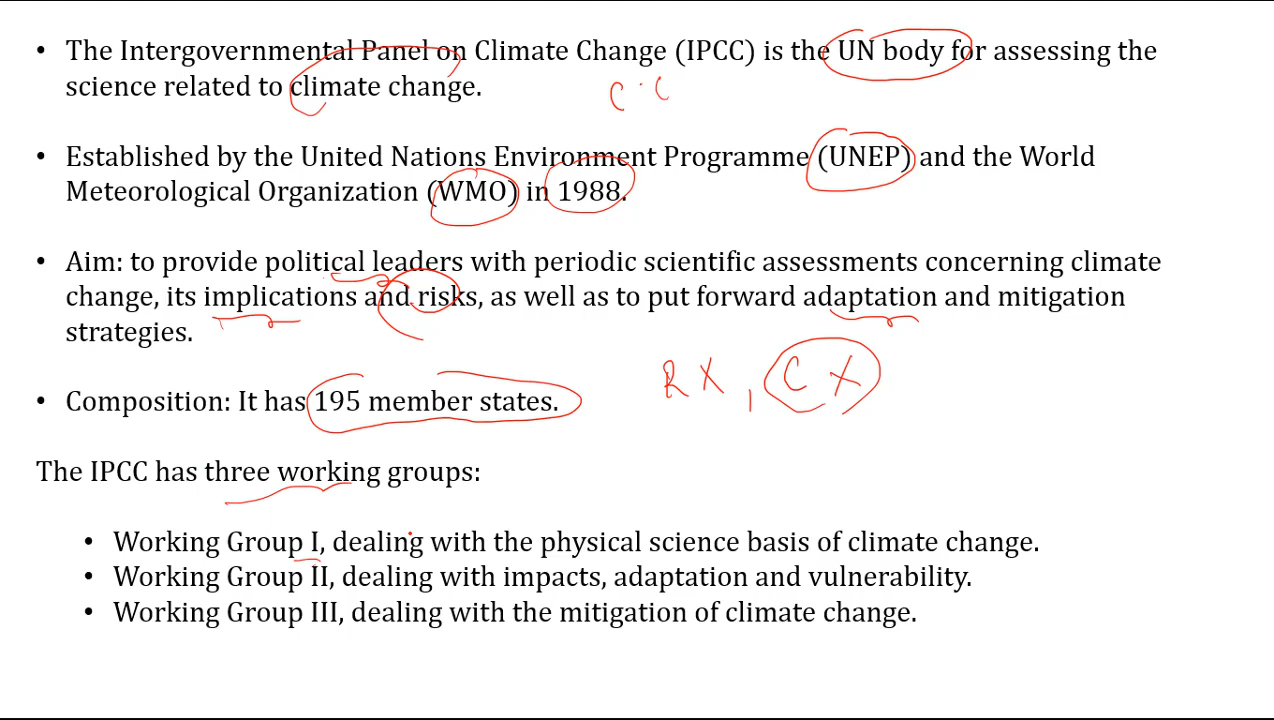 • The Intergovernmental Panel on Climate Change (IPCC) is the UN body for assessing the
science related to climate change.
C·C
• Established by the United Nations Environment Programme (UNEP) and the World
Meteorological Organization (WMO) in 1988.
• Aim: to provide political leaders with periodic scientific assessments concerning climate
change, its implications and risks, as well as to put forward adaptation and mitigation
strategies.
RX, CX
• Composition: It has 195 member states.
The IPCC has three working groups:
• Working Group I, dealing with the physical science basis of climate change.
• Working Group II, dealing with impacts, adaptation and vulnerability.
• Working Group III, dealing with the mitigation of climate change.